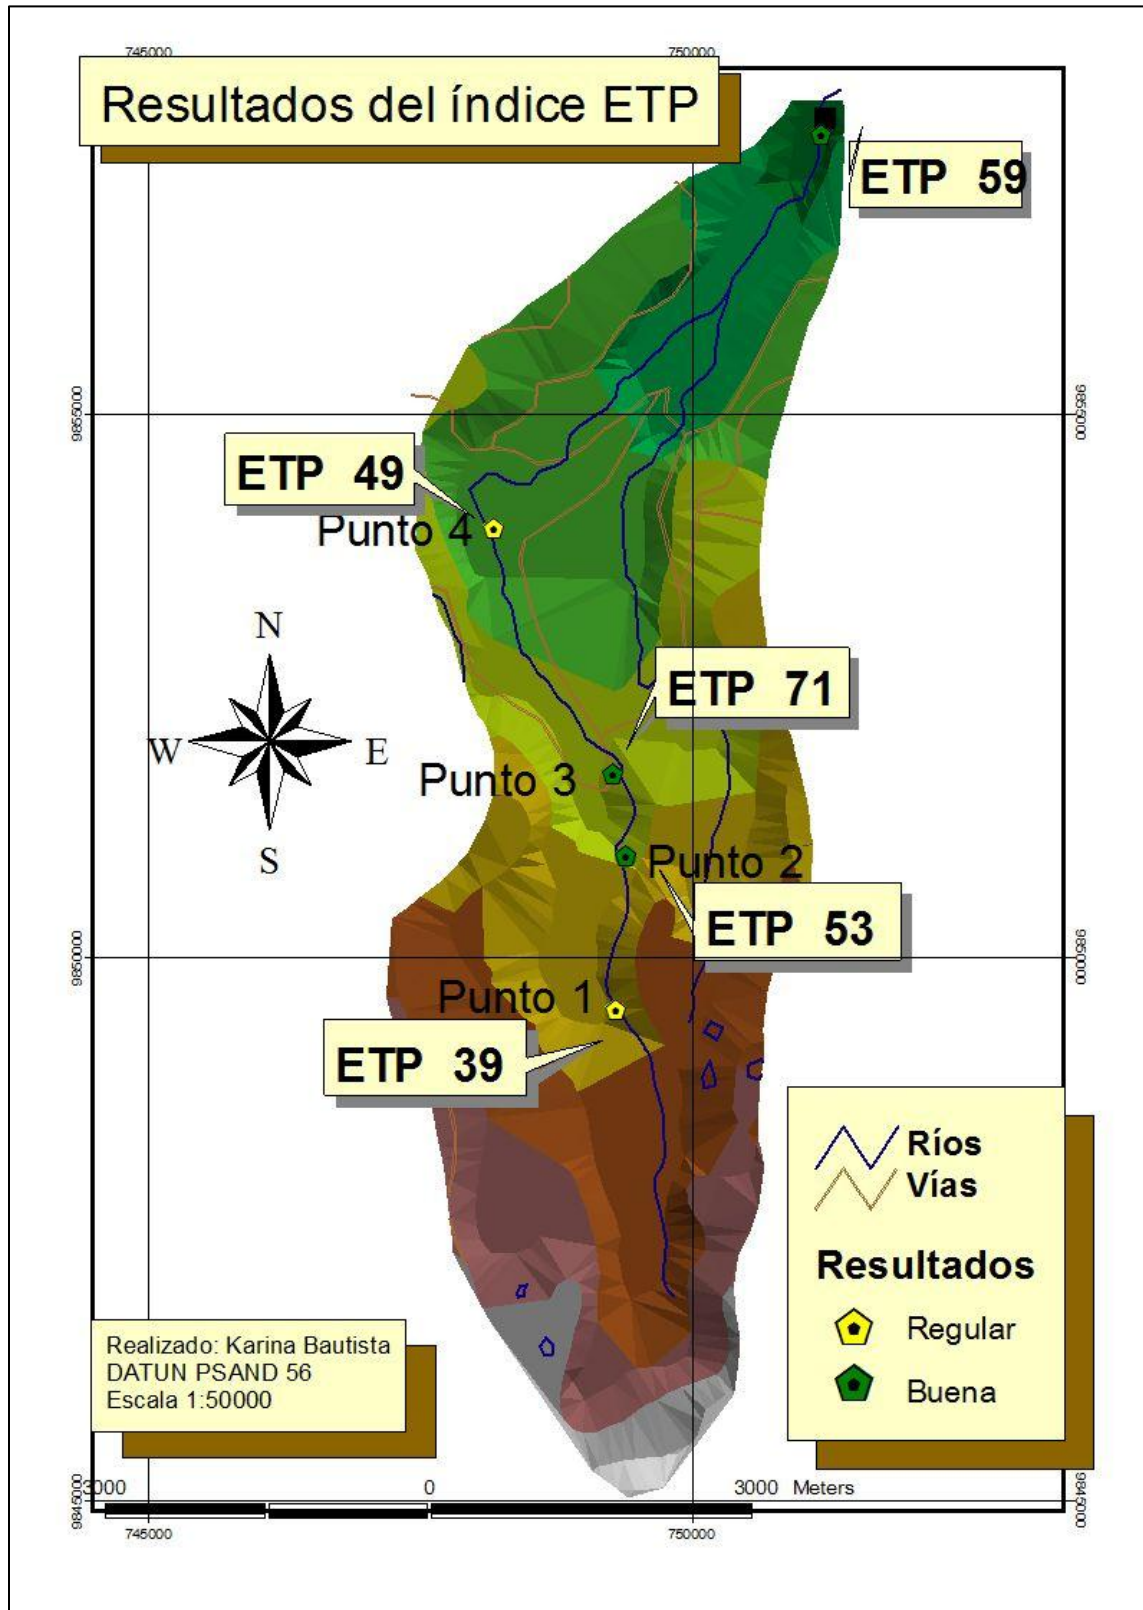 745000
750000
Resultados del índice ETP
ETP 59
9855000
9855000
ETP 49
Punto 4
N
W
E
S
ETP 71
Punto 3
Punto 2
ETP 53
9850000
9850000
Punto 1
ETP 39
Ríos
Vías
Resultados
Regular
Buena
Realizado: Karina Bautista
DATUN PSAND 56
Escala 1:50000
3000 0 3000 Meters
9845000
9845000
745000
750000